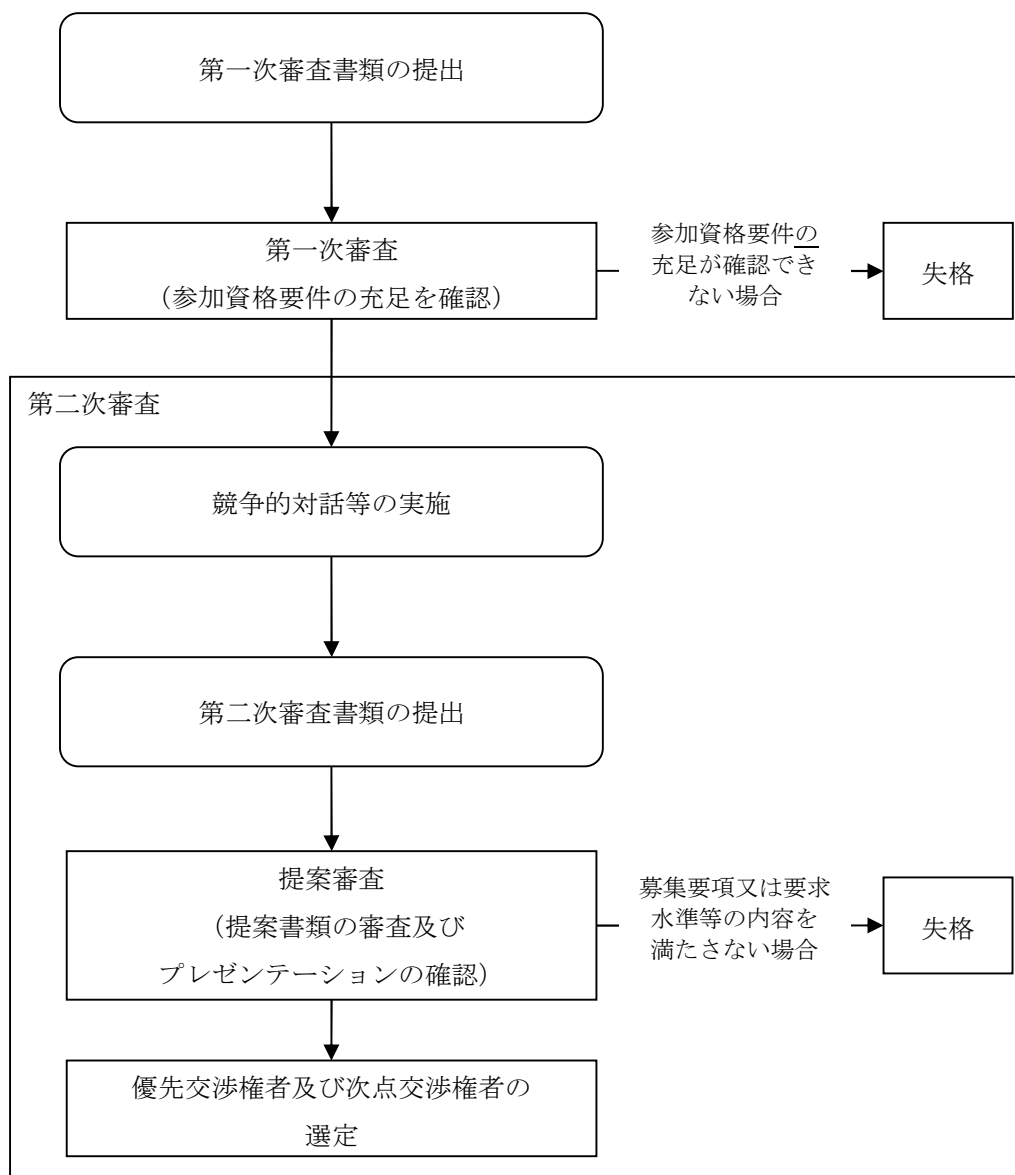 第一次審査書類の提出
第一次審査
（参加資格要件の充足を確認）
参加資格要件の
充足が確認でき
ない場合
失格
第二次審査
競争的対話等の実施
第二次審査書類の提出
提案審査
（提案書類の審査及び
プレゼンテーションの確認）
募集要項又は要求
水準等の内容を
満たさない場合
失格
優先交渉権者及び次点交渉権者の
選定